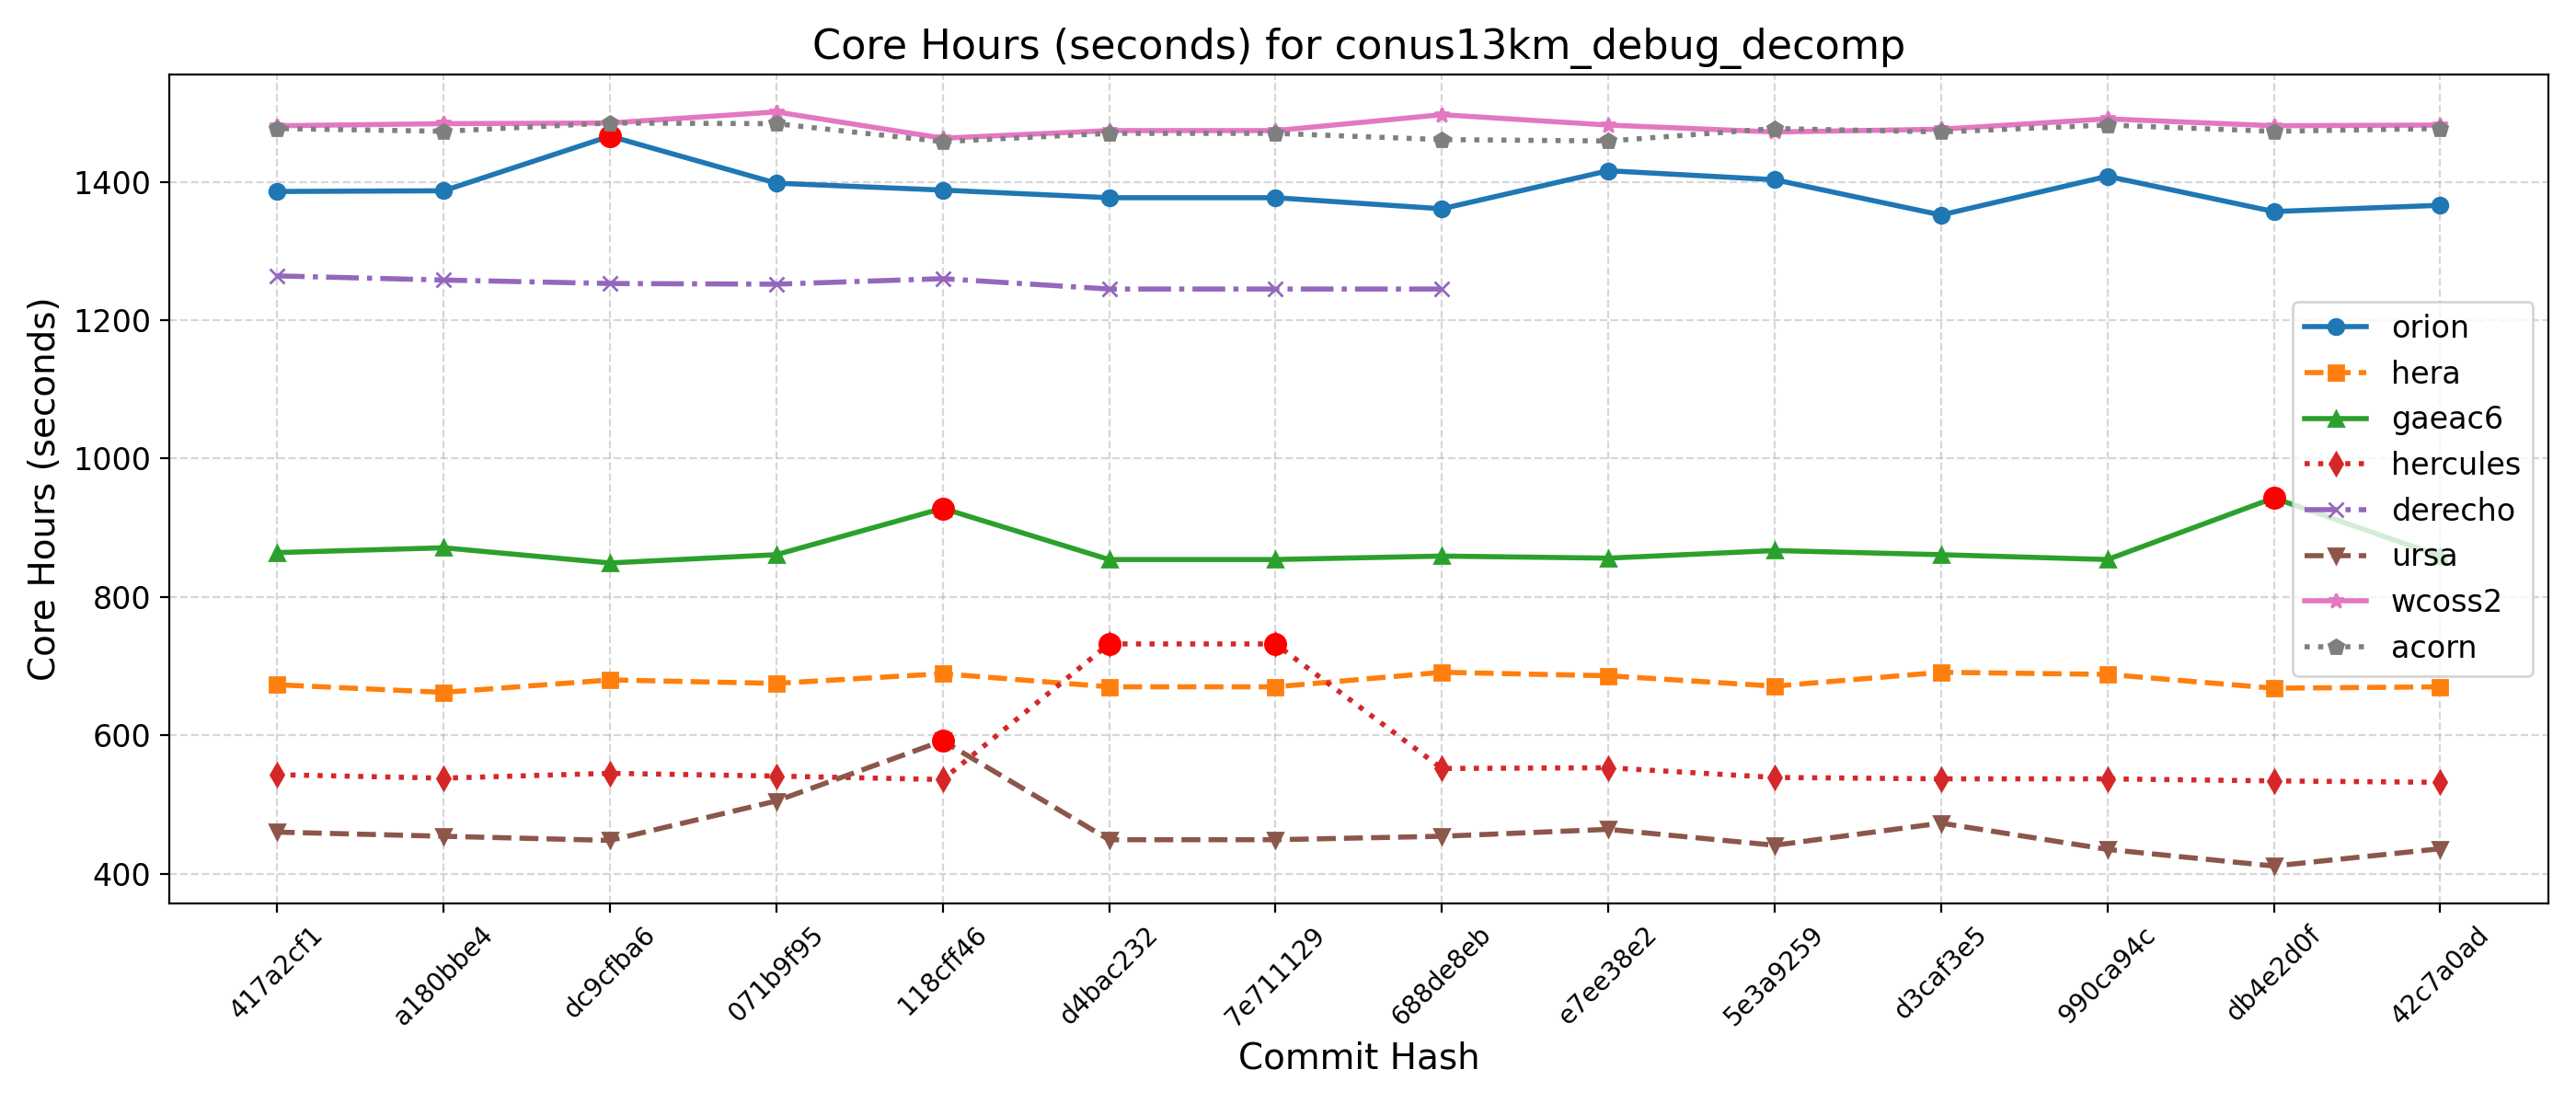 Core Hours (seconds) for conus13km_debug_decomp
Core Hours (seconds)
1400
1200
1000
800
600
400
orion
hera
gaeac6
hercules
derecho
ursa
wcoss2
acorn
417a2cf1
a180bbe4
dc9cfba6
071b9f95
118cff46
d4bac232
7e711129
688de8eb
e7ee38e2
5e3a9259
d3caf3e5
990ca94c
db4e2d0f
42c7a0ad
Commit Hash